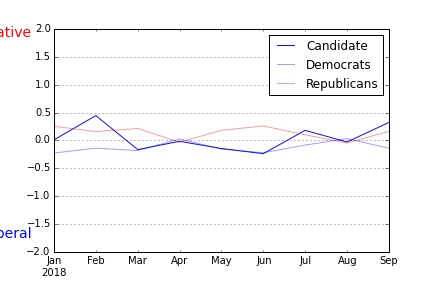 ative
beral
2.0
1.5
1.0
0.5
0.0
−0.5
−1.0
−1.5
−2.0
Jan Feb Mar Apr May Jun Jul Aug Sep
2018
Candidate
Democrats
Republicans